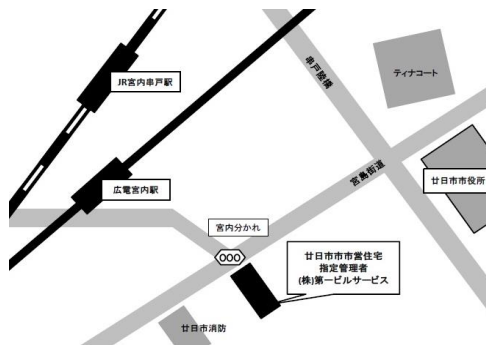 串戸陸橋
ティナコート
JR宮内串戸駅
宮島街道
廿日市市役所
広電宮内駅
宮内分かれ
廿日市市市営住宅
指定管理者
(株)第一ビルサービス
廿日市消防